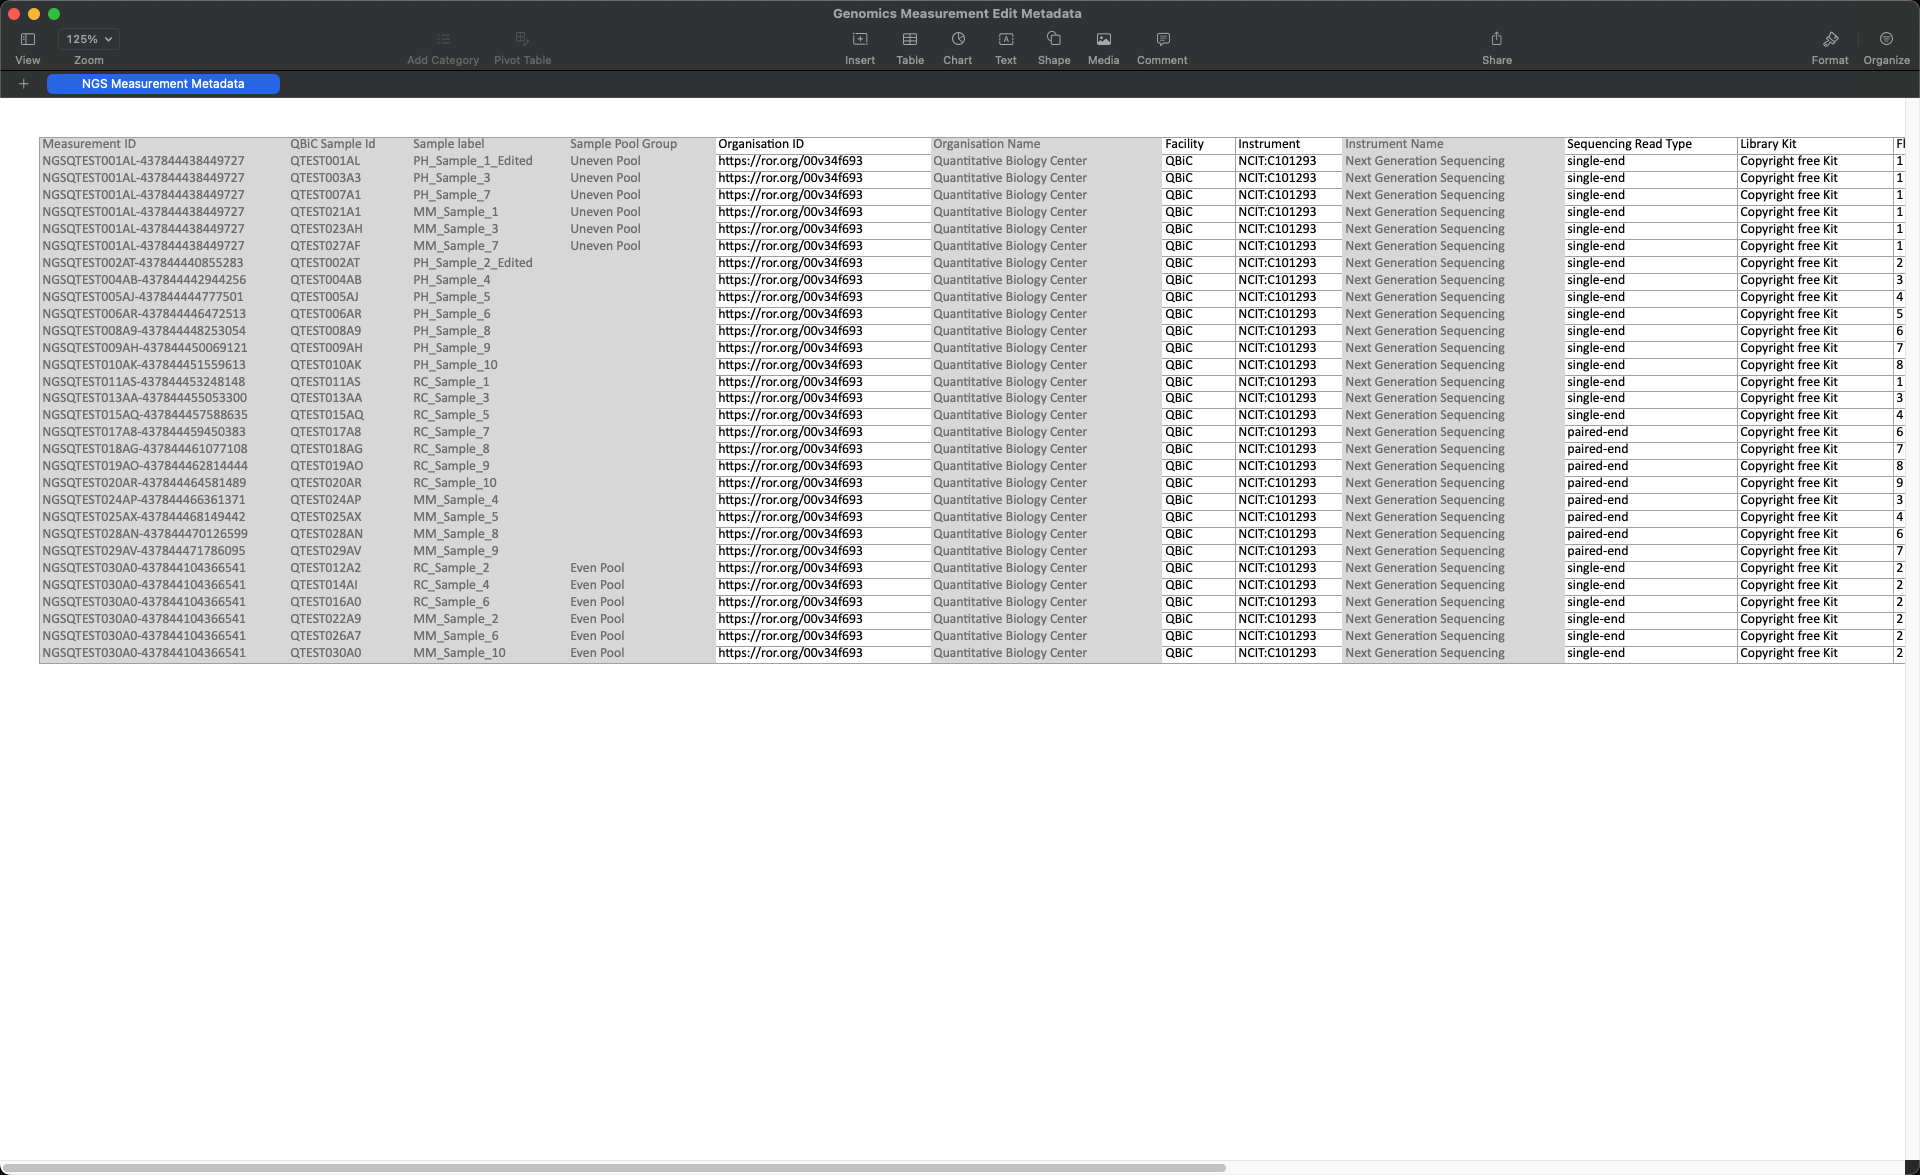 Genomics Measurement Edit Metadata
125%
View Zoom Add Category Pivot Table Insert Table Chart Text Shape Media Comment Share Format Organize
NGS Measurement Metadata
Measurement ID QBiC Sample Id Sample label Sample Pool Group Organisation ID Organisation Name Facility Instrument Instrument Name Sequencing Read Type Library Kit Fl
NGSQTEST001AL-437844438449727 QTEST001AL PH_Sample_1_Edited Uneven Pool https://ror.org/00v34f693 Quantitative Biology Center QBiC NCIT:C101293 Next Generation Sequencing single-end Copyright free Kit 1
NGSQTEST001AL-437844438449727 QTEST003A3 PH_Sample_3 Uneven Pool https://ror.org/00v34f693 Quantitative Biology Center QBiC NCIT:C101293 Next Generation Sequencing single-end Copyright free Kit 1
NGSQTEST001AL-437844438449727 QTEST007A1 PH_Sample_7 Uneven Pool https://ror.org/00v34f693 Quantitative Biology Center QBiC NCIT:C101293 Next Generation Sequencing single-end Copyright free Kit 1
NGSQTEST001AL-437844438449727 QTEST021A1 MM_Sample_1 Uneven Pool https://ror.org/00v34f693 Quantitative Biology Center QBiC NCIT:C101293 Next Generation Sequencing single-end Copyright free Kit 1
NGSQTEST001AL-437844438449727 QTEST023AH MM_Sample_3 Uneven Pool https://ror.org/00v34f693 Quantitative Biology Center QBiC NCIT:C101293 Next Generation Sequencing single-end Copyright free Kit 1
NGSQTEST001AL-437844438449727 QTEST027AF MM_Sample_7 Uneven Pool https://ror.org/00v34f693 Quantitative Biology Center QBiC NCIT:C101293 Next Generation Sequencing single-end Copyright free Kit 1
NGSQTEST002AT-437844440855283 QTEST002AT PH_Sample_2_Edited https://ror.org/00v34f693 Quantitative Biology Center QBiC NCIT:C101293 Next Generation Sequencing single-end Copyright free Kit 2
NGSQTEST004AB-437844442944256 QTEST004AB PH_Sample_4 https://ror.org/00v34f693 Quantitative Biology Center QBiC NCIT:C101293 Next Generation Sequencing single-end Copyright free Kit 3
NGSQTEST005AJ-437844444777501 QTEST005AJ PH_Sample_5 https://ror.org/00v34f693 Quantitative Biology Center QBiC NCIT:C101293 Next Generation Sequencing single-end Copyright free Kit 4
NGSQTEST006AR-437844446472513 QTEST006AR PH_Sample_6 https://ror.org/00v34f693 Quantitative Biology Center QBiC NCIT:C101293 Next Generation Sequencing single-end Copyright free Kit 5
NGSQTEST008A9-437844448253054 QTEST008A9 PH_Sample_8 https://ror.org/00v34f693 Quantitative Biology Center QBiC NCIT:C101293 Next Generation Sequencing single-end Copyright free Kit 6
NGSQTEST009AH-437844450069121 QTEST009AH PH_Sample_9 https://ror.org/00v34f693 Quantitative Biology Center QBiC NCIT:C101293 Next Generation Sequencing single-end Copyright free Kit 7
NGSQTEST010AK-437844451559613 QTEST010AK PH_Sample_10 https://ror.org/00v34f693 Quantitative Biology Center QBiC NCIT:C101293 Next Generation Sequencing single-end Copyright free Kit 8
NGSQTEST011AS-437844453248148 QTEST011AS RC_Sample_1 https://ror.org/00v34f693 Quantitative Biology Center QBiC NCIT:C101293 Next Generation Sequencing single-end Copyright free Kit 1
NGSQTEST013AA-437844455053300 QTEST013AA RC_Sample_3 https://ror.org/00v34f693 Quantitative Biology Center QBiC NCIT:C101293 Next Generation Sequencing single-end Copyright free Kit 3
NGSQTEST015AQ-437844457588635 QTEST015AQ RC_Sample_5 https://ror.org/00v34f693 Quantitative Biology Center QBiC NCIT:C101293 Next Generation Sequencing single-end Copyright free Kit 4
NGSQTEST017A8-437844459450383 QTEST017A8 RC_Sample_7 https://ror.org/00v34f693 Quantitative Biology Center QBiC NCIT:C101293 Next Generation Sequencing paired-end Copyright free Kit 6
NGSQTEST018AG-437844461077108 QTEST018AG RC_Sample_8 https://ror.org/00v34f693 Quantitative Biology Center QBiC NCIT:C101293 Next Generation Sequencing paired-end Copyright free Kit 7
NGSQTEST019AO-437844462814444 QTEST019AO RC_Sample_9 https://ror.org/00v34f693 Quantitative Biology Center QBiC NCIT:C101293 Next Generation Sequencing paired-end Copyright free Kit 8
NGSQTEST020AR-437844464581489 QTEST020AR RC_Sample_10 https://ror.org/00v34f693 Quantitative Biology Center QBiC NCIT:C101293 Next Generation Sequencing paired-end Copyright free Kit 9
NGSQTEST024AP-437844466361371 QTEST024AP MM_Sample_4 https://ror.org/00v34f693 Quantitative Biology Center QBiC NCIT:C101293 Next Generation Sequencing paired-end Copyright free Kit 3
NGSQTEST025AX-437844468149442 QTEST025AX MM_Sample_5 https://ror.org/00v34f693 Quantitative Biology Center QBiC NCIT:C101293 Next Generation Sequencing paired-end Copyright free Kit 4
NGSQTEST028AN-437844470126599 QTEST028AN MM_Sample_8 https://ror.org/00v34f693 Quantitative Biology Center QBiC NCIT:C101293 Next Generation Sequencing paired-end Copyright free Kit 6
NGSQTEST029AV-437844471786095 QTEST029AV MM_Sample_9 https://ror.org/00v34f693 Quantitative Biology Center QBiC NCIT:C101293 Next Generation Sequencing paired-end Copyright free Kit 7
NGSQTEST030A0-437844104366541 QTEST012A2 RC_Sample_2 Even Pool https://ror.org/00v34f693 Quantitative Biology Center QBiC NCIT:C101293 Next Generation Sequencing single-end Copyright free Kit 2
NGSQTEST030A0-437844104366541 QTEST014AI RC_Sample_4 Even Pool https://ror.org/00v34f693 Quantitative Biology Center QBiC NCIT:C101293 Next Generation Sequencing single-end Copyright free Kit 2
NGSQTEST030A0-437844104366541 QTEST016A0 RC_Sample_6 Even Pool https://ror.org/00v34f693 Quantitative Biology Center QBiC NCIT:C101293 Next Generation Sequencing single-end Copyright free Kit 2
NGSQTEST030A0-437844104366541 QTEST022A9 MM_Sample_2 Even Pool https://ror.org/00v34f693 Quantitative Biology Center QBiC NCIT:C101293 Next Generation Sequencing single-end Copyright free Kit 2
NGSQTEST030A0-437844104366541 QTEST026A7 MM_Sample_6 Even Pool https://ror.org/00v34f693 Quantitative Biology Center QBiC NCIT:C101293 Next Generation Sequencing single-end Copyright free Kit 2
NGSQTEST030A0-437844104366541 QTEST030A0 MM_Sample_10 Even Pool https://ror.org/00v34f693 Quantitative Biology Center QBiC NCIT:C101293 Next Generation Sequencing single-end Copyright free Kit 2